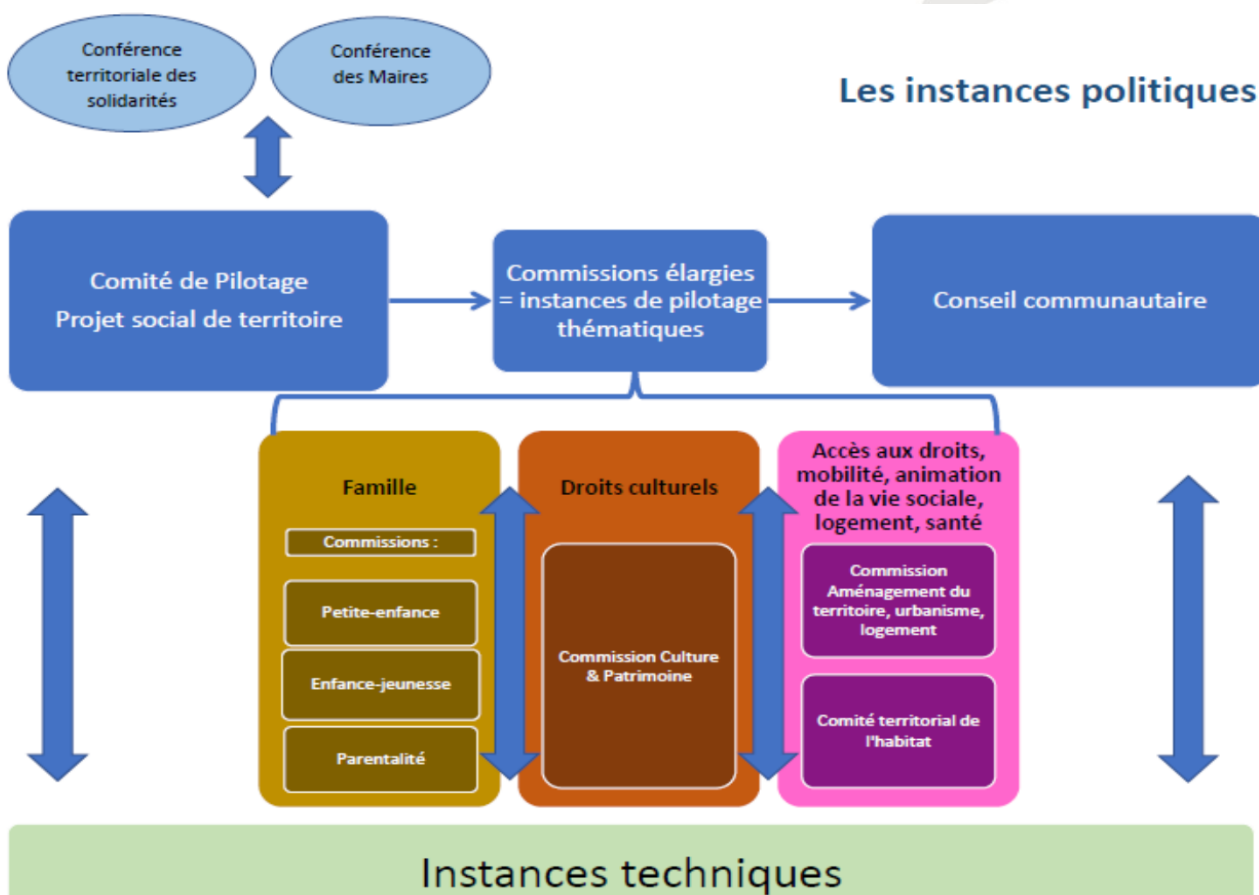 Conférence
territoriale des
solidarités
Conférence
des Maires
Les instances politiques
Comité de Pilotage
Projet social de territoire
Commissions élargies
= instances de pilotage
thématiques
Conseil communautaire
Famille
Commissions :
Petite-enfance
Enfance-jeunesse
Parentalité
Droits culturels
Commission Culture
& Patrimoine
Accès aux droits,
mobilité, animation
de la vie sociale,
logement, santé
Commission
Aménagement du
territoire, urbanisme,
logement
Comité territorial de
l'habitat
Instances techniques